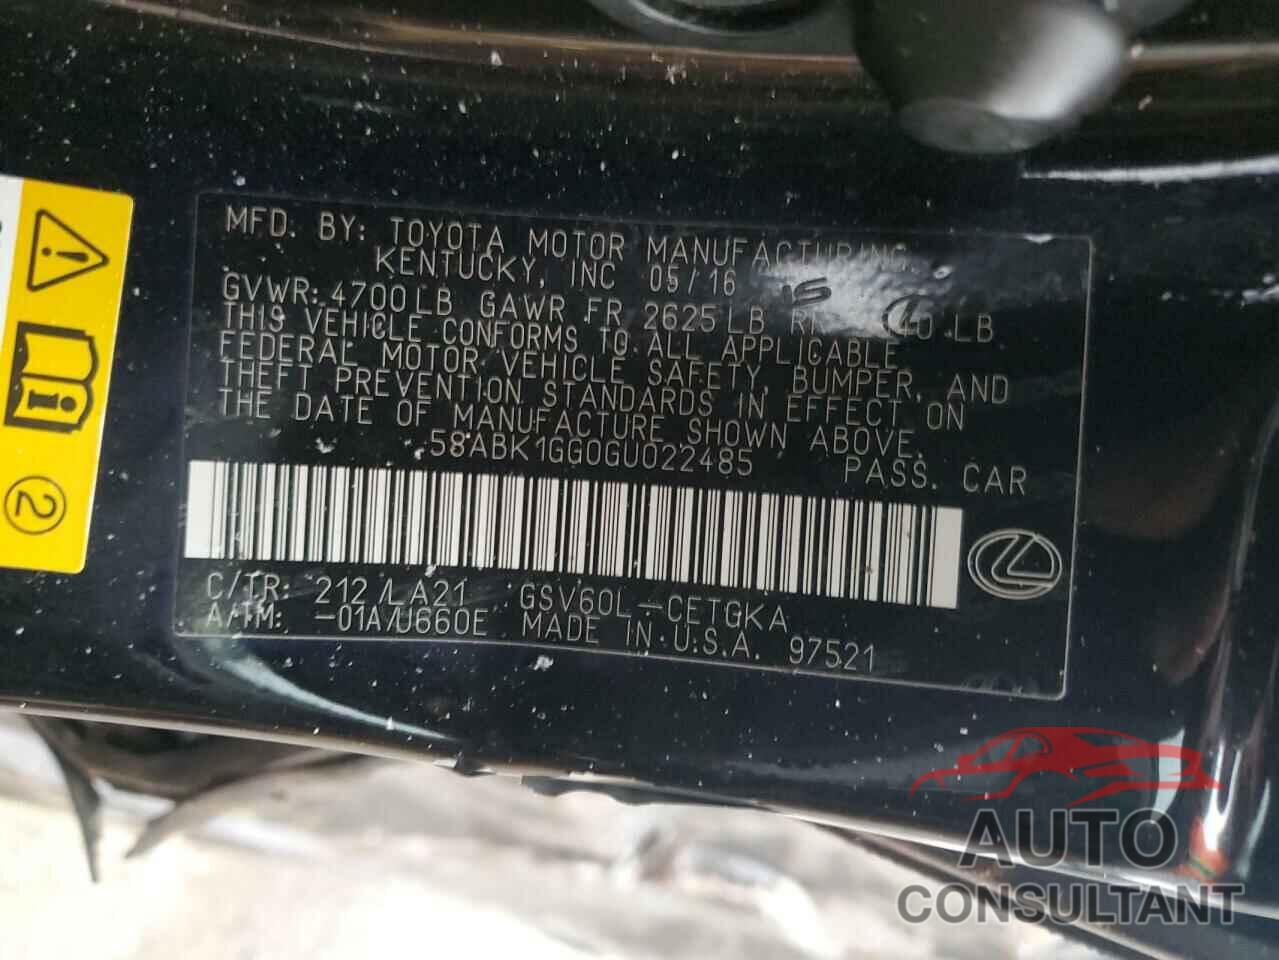 MFD. BY: TOYOTA MOTOR MANUFACTURING
KENTUCKY, INC 05/16
GVWR: 4700LB GAWR FR 2625LB LB
THIS VEHICLE CONFORMS TO ALL APPLICABLE
FEDERAL MOTOR VEHICLE SAFETY, BUMPER, AND
THEFT PREVENTION STANDARDS IN EFFECT ON
THE DATE OF MANUFACTURE SHOWN ABOVE.
58ABK1GG0GU022485 PASS. CAR
C/TR: 212/LA21 GSV60L-CETGKA
A/TM: -01A/U660E MADE IN U.S.A. 97521
2
AUTO
CONSULTANT